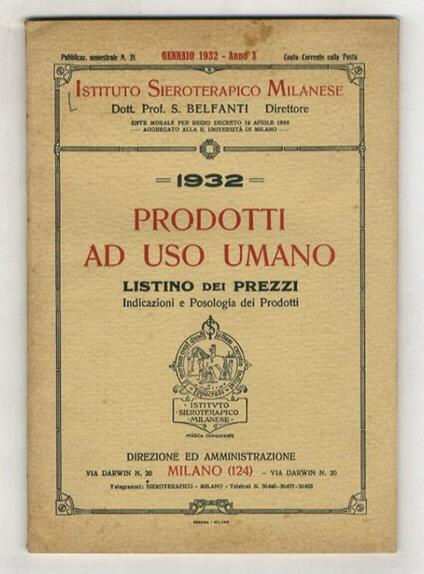 Pubblicaz. semestrale N. 35 GENNAIO 1932 - Anno X Conto Corrente colla Posta
ISTITUTO SIEROTERAPICO MILANESE
Dott. Prof. S. BELFANTI Direttore
ENTE MORALE PER REGIO DECRETO 19 APRILE 1896
AGGREGATO ALLA R. UNIVERSITÀ DI MILANO
1932
PRODOTTI
AD USO UMANO
LISTINO DEI PREZZI
Indicazioni e Posologia dei Prodotti
Ippocrate
ISTITUTO
SIEROTERAPICO
MILANESE
MARCA DEPOSITATA
DIREZIONE ED AMMINISTRAZIONE
VIA DARWIN N. 20 MILANO (124) - VIA DARWIN N. 20
Telegrammi: SIEROTERAPICO - MILANO - Telefoni N.